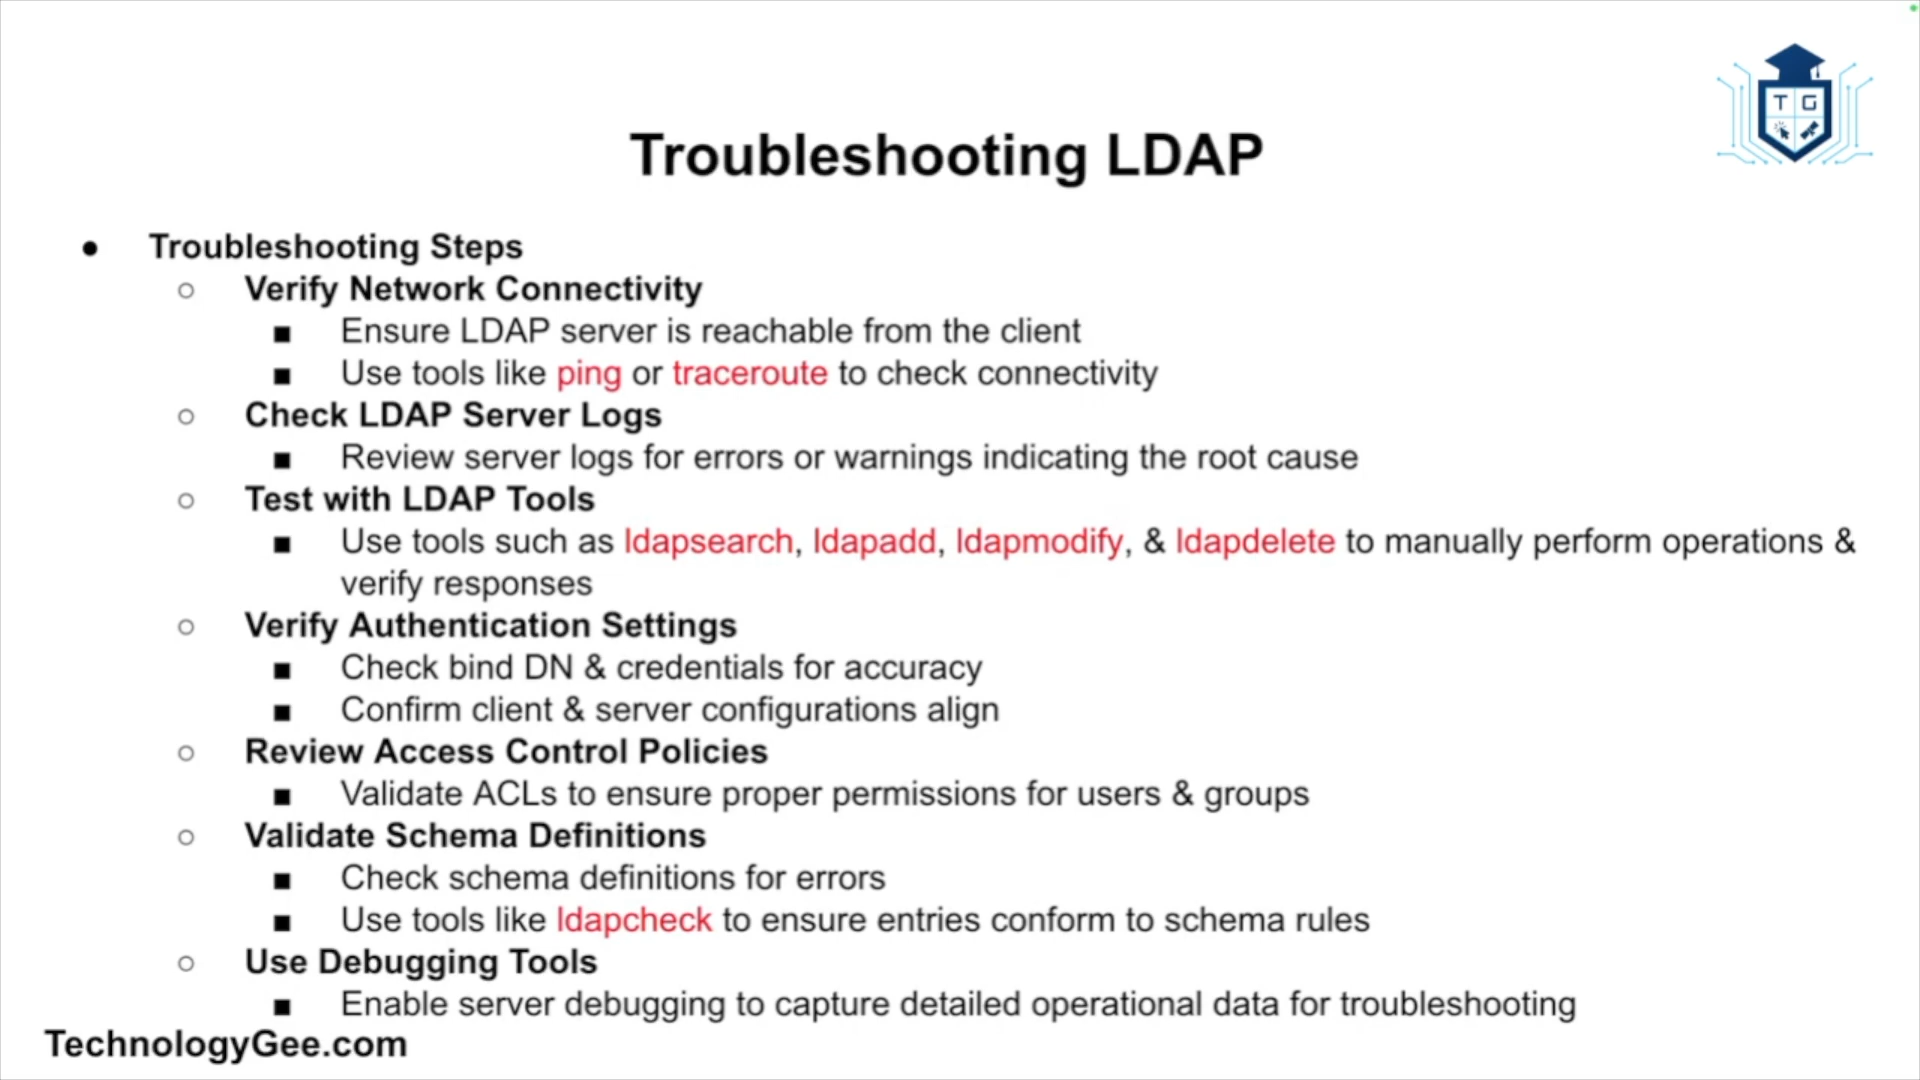 T G
Troubleshooting LDAP
● Troubleshooting Steps
○ Verify Network Connectivity
■ Ensure LDAP server is reachable from the client
■ Use tools like ping or traceroute to check connectivity
○ Check LDAP Server Logs
■ Review server logs for errors or warnings indicating the root cause
○ Test with LDAP Tools
■ Use tools such as ldapsearch, ldapadd, ldapmodify, & ldapdelete to manually perform operations &
verify responses
○ Verify Authentication Settings
■ Check bind DN & credentials for accuracy
■ Confirm client & server configurations align
○ Review Access Control Policies
■ Validate ACLs to ensure proper permissions for users & groups
○ Validate Schema Definitions
■ Check schema definitions for errors
■ Use tools like ldapcheck to ensure entries conform to schema rules
○ Use Debugging Tools
■ Enable server debugging to capture detailed operational data for troubleshooting
TechnologyGee.com